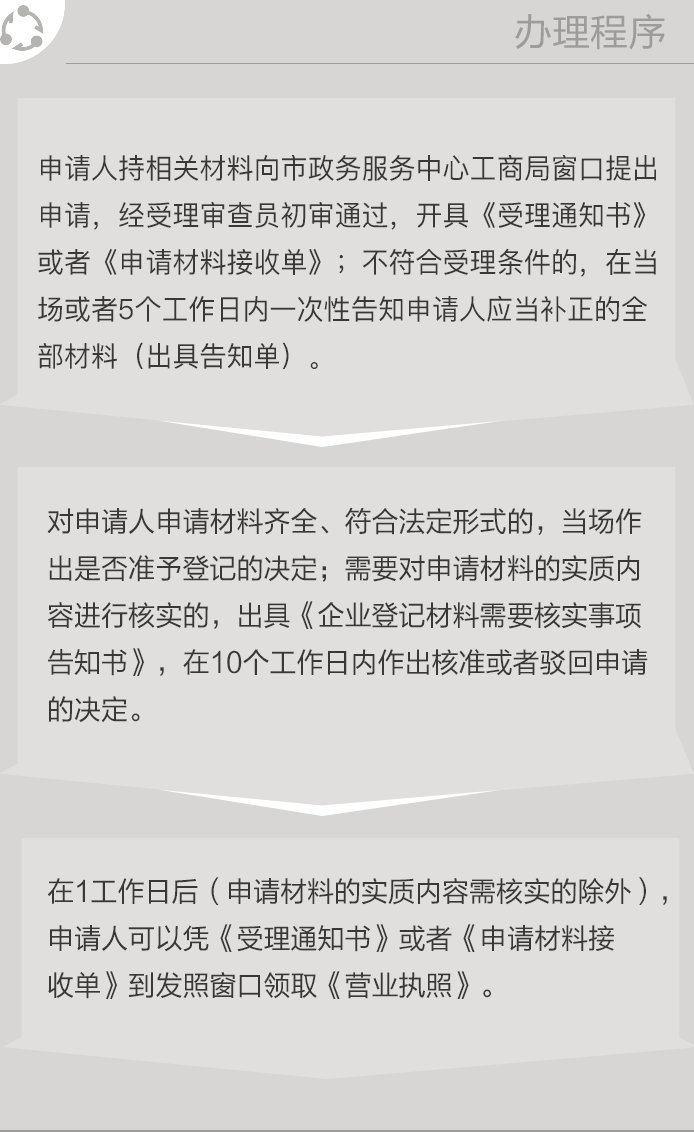 办理程序
申请人持相关材料向市政务服务中心工商局窗口提出
申请，经受理审查员初审通过，开具《受理通知书》
或者《申请材料接收单》；不符合受理条件的，在当
场或者5个工作日内一次性告知申请人应当补正的全
部材料（出具告知单）。
对申请人申请材料齐全、符合法定形式的，当场作
出是否准予登记的决定；需要对申请材料的实质内
容进行核实的，出具《企业登记材料需要核实事项
告知书》，在10个工作日内作出核准或者驳回申请
的决定。
在1工作日后（申请材料的实质内容需核实的除外），
申请人可以凭《受理通知书》或者《申请材料接
收单》到发照窗口领取《营业执照》。